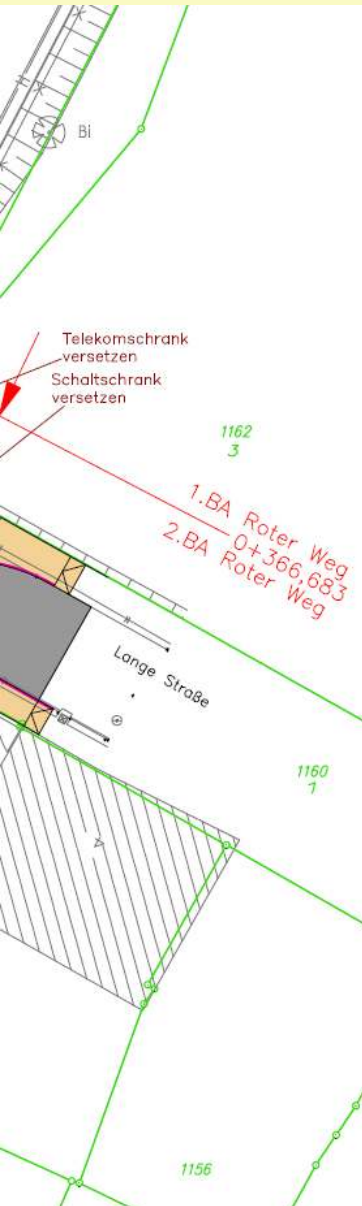 Bi
Telekomschrank
versetzen
Schaltschrank
versetzen
1162
3
1.BA Roter Weg
0+366,683
2.BA Roter Weg
Lange Straße
1160
1
1156